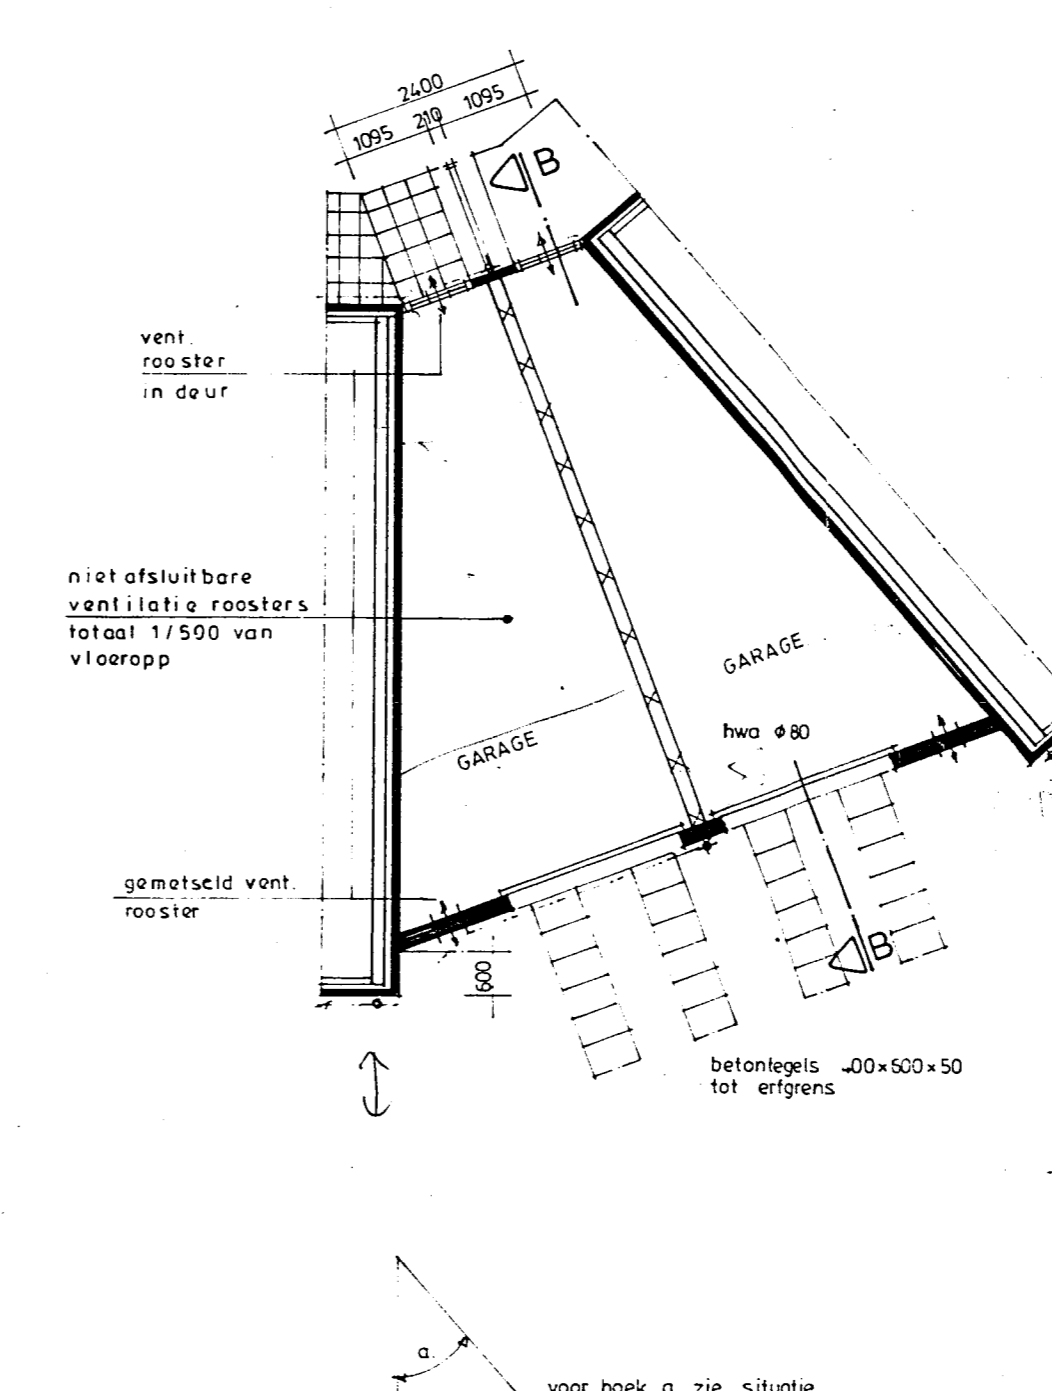 2400
1095 210 1095
B
vent.
rooster
in deur
niet afsluitbare
ventilatie roosters
totaal 1/500 van
vloeropp
GARAGE
GARAGE
hwa ϕ80
gemetseld vent.
rooster
600
B
betontegels 00×500×50
tot erfgrens
a.
voor hoek a zie situatie